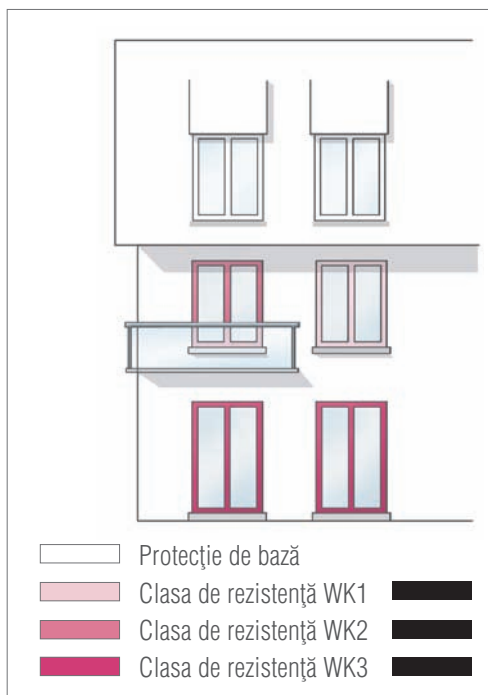 Protecţie de bază
Clasa de rezistenţă WK1
Clasa de rezistenţă WK2
Clasa de rezistenţă WK3